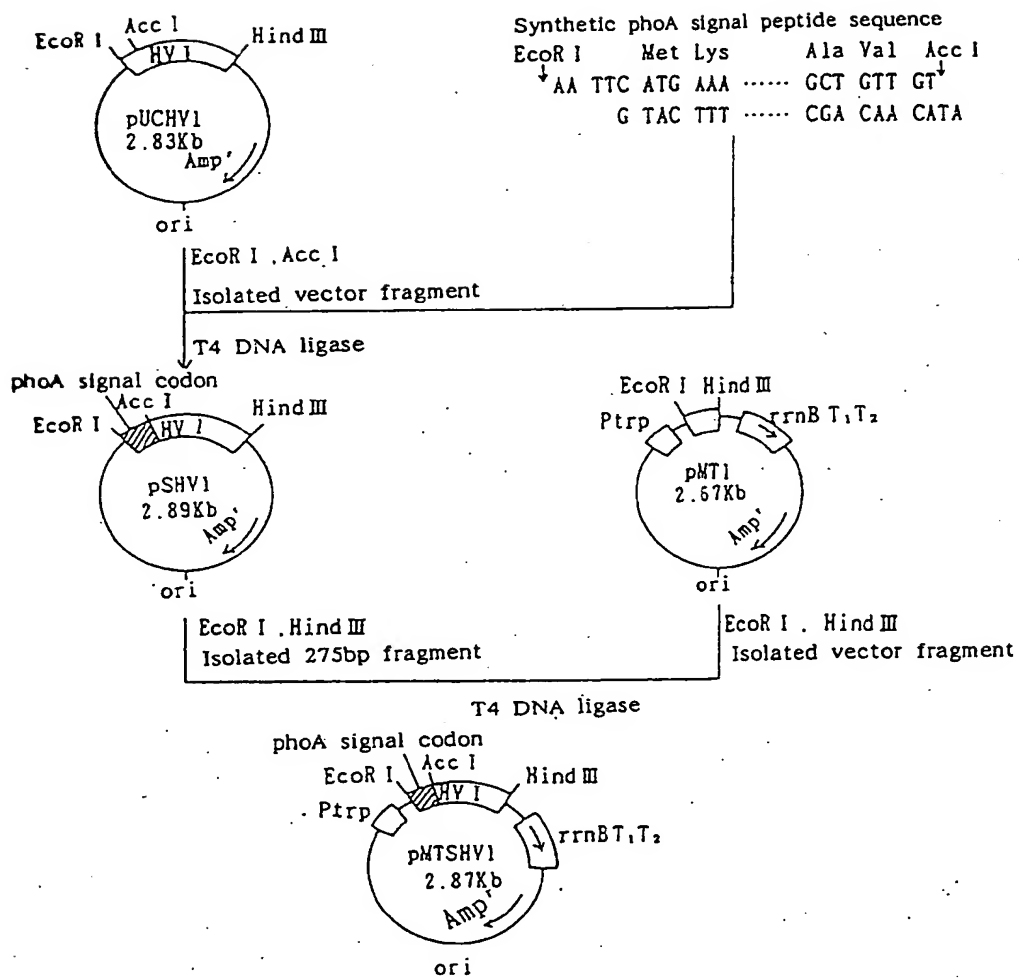 Acc I
EcoR I
HV I
Hind III
pUCHV1
2.83Kb
Amp'
ori
Synthetic phoA signal peptide sequence
EcoR I Met Lys Ala Val Acc I
AA TTC ATG AAA ...... GCT GTT GT
G TAC TTT ...... CGA CAA CATA
EcoR I , Acc I
Isolated vector fragment
T4 DNA ligase
phoA signal codon
Acc I
EcoR I
HV I
Hind III
pSHV1
2.89Kb
Amp'
ori
EcoR I Hind III
Ptrp
rrnB T₁T₂
pMT1
2.67Kb
Amp'
ori
EcoR I , Hind III
Isolated 275bp fragment
EcoR I , Hind III
Isolated vector fragment
T4 DNA ligase
phoA signal codon
Acc I
EcoR I
HV I
Hind III
Ptrp
rrnBT₁T₂
pMTSHV1
2.87Kb
Amp'
ori